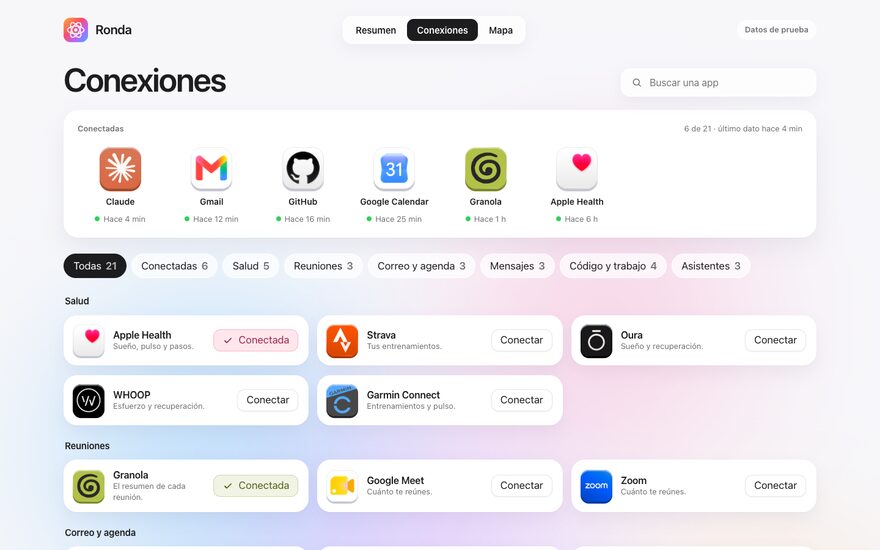 Ronda
Resumen
Conexiones
Mapa
Datos de prueba
Conexiones
Buscar una app
Conectadas
6 de 21 · último dato hace 4 min
31
Claude
Gmail
GitHub
Google Calendar
Granola
Apple Health
Hace 4 min
Hace 12 min
Hace 16 min
Hace 25 min
Hace 1 h
Hace 6 h
Todas 21
Conectadas 6
Salud 5
Reuniones 3
Correo y agenda 3
Mensajes 3
Código y trabajo 4
Asistentes 3
Salud
Apple Health
Sueño, pulso y pasos.
Conectada
Strava
Tus entrenamientos.
Conectar
Oura
Sueño y recuperación.
Conectar
WHOOP
Esfuerzo y recuperación.
Conectar
GARMIN
Garmin Connect
Entrenamientos y pulso.
Conectar
Reuniones
Granola
El resumen de cada
reunión.
Conectada
Google Meet
Cuánto te reúnes.
Conectar
zoom
Zoom
Cuánto te reúnes.
Conectar
Correo y agenda